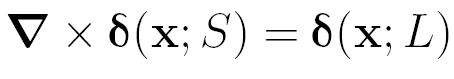 𝛁 × 𝛅(𝐱; 𝑆) = 𝛅(𝐱; 𝐿)